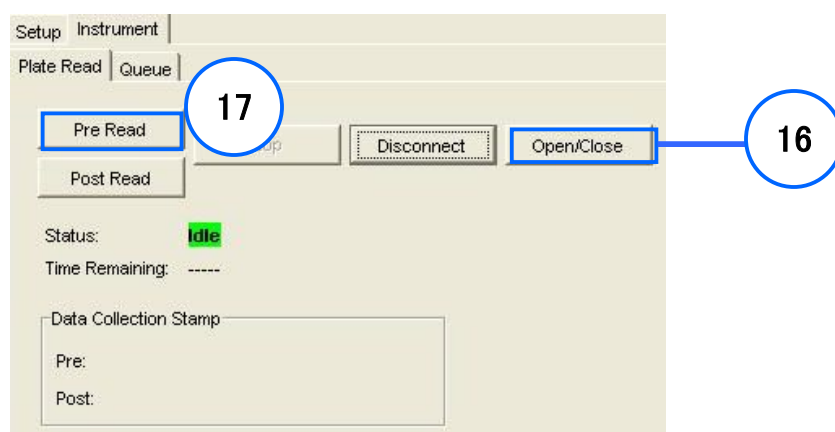 Setup Instrument
Plate Read Queue
17
Pre Read
Disconnect Open/Close 16
Post Read
Status: Idle
Time Remaining: -----
Data Collection Stamp
Pre:
Post: